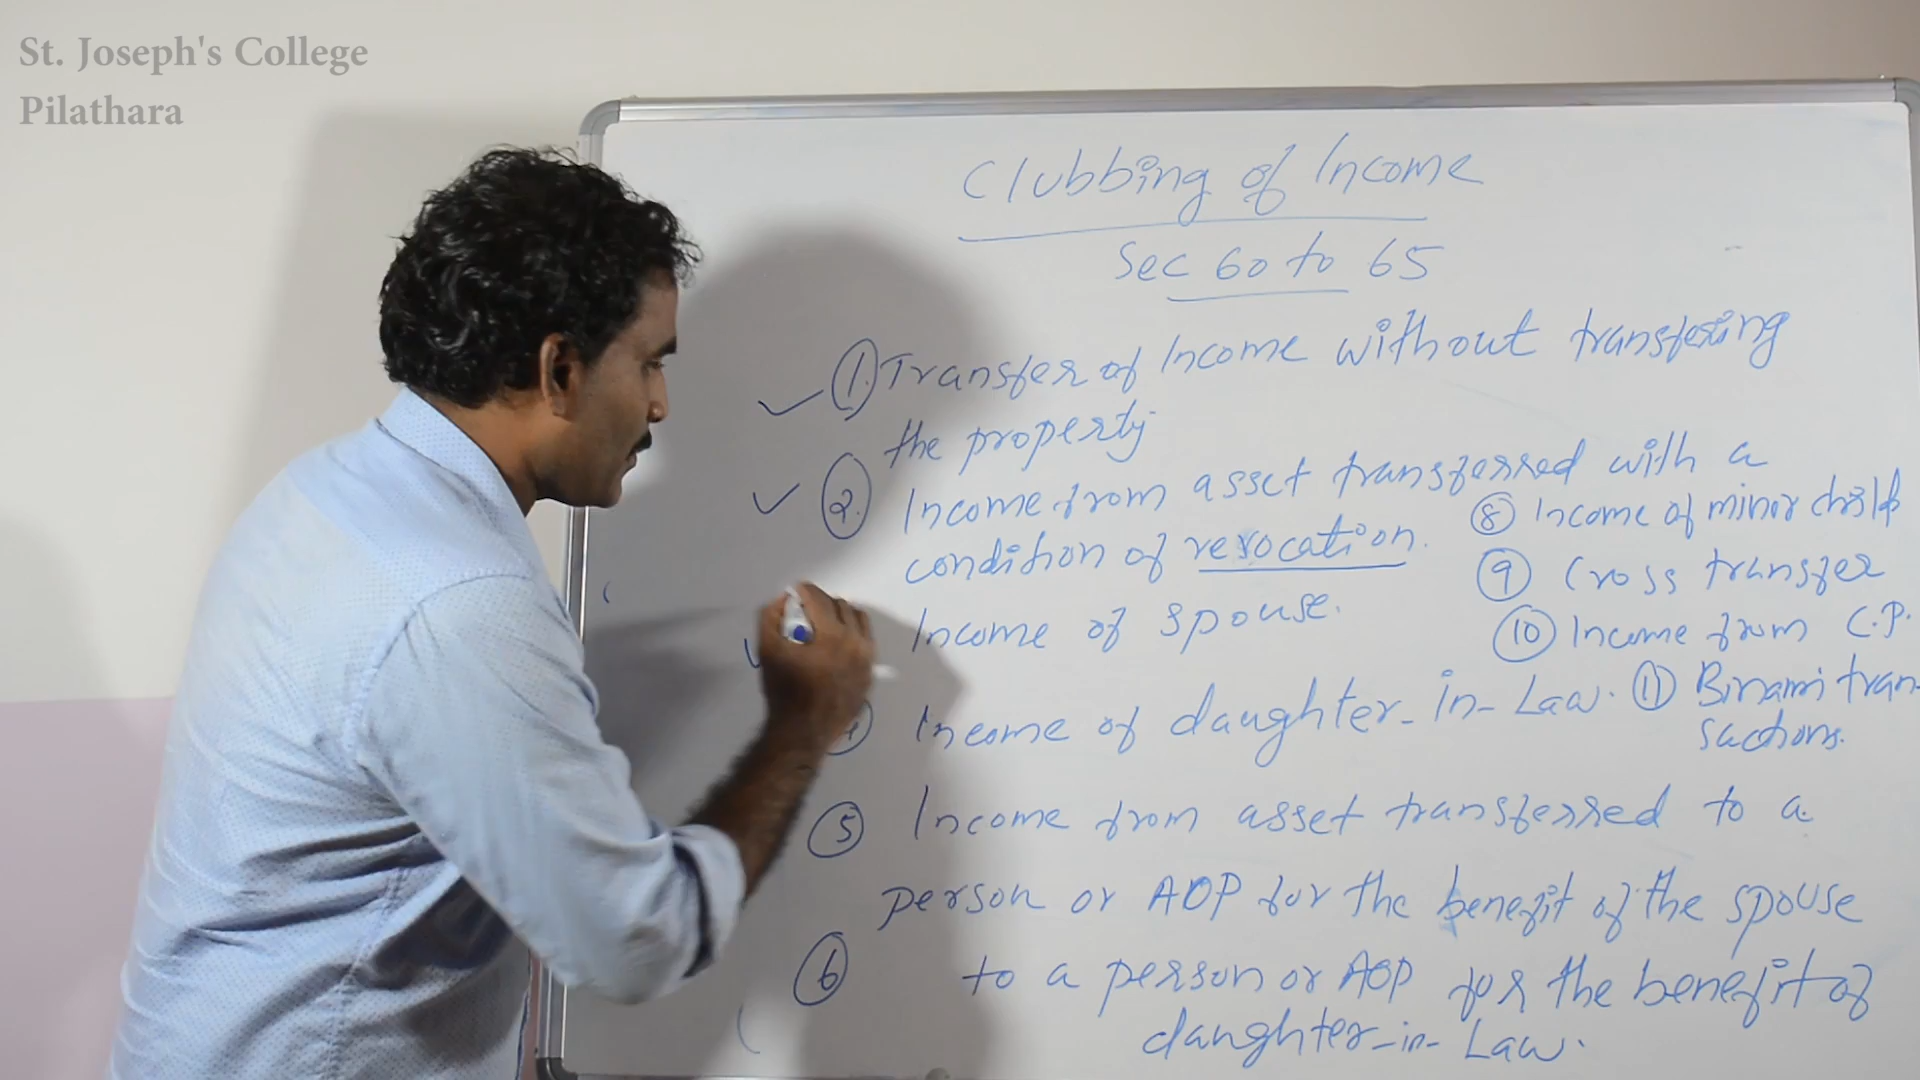 St. Joseph's College
Pilathara
Clubbing of Income
Sec 60 to 65
1. Transfer of Income without transfering
the property
2. Income from asset transferred with a
condition of revocation.
Income of spouse.
4 Income of daughter-in-Law.
5 Income from asset transferred to a
person or AOP for the benefit of the spouse
6 to a person or AOP for the benefit of
daughter-in-Law.
8 Income of minor child
9 Cross transfer
10 Income from C.P.
11 Binami tran-
sactions.